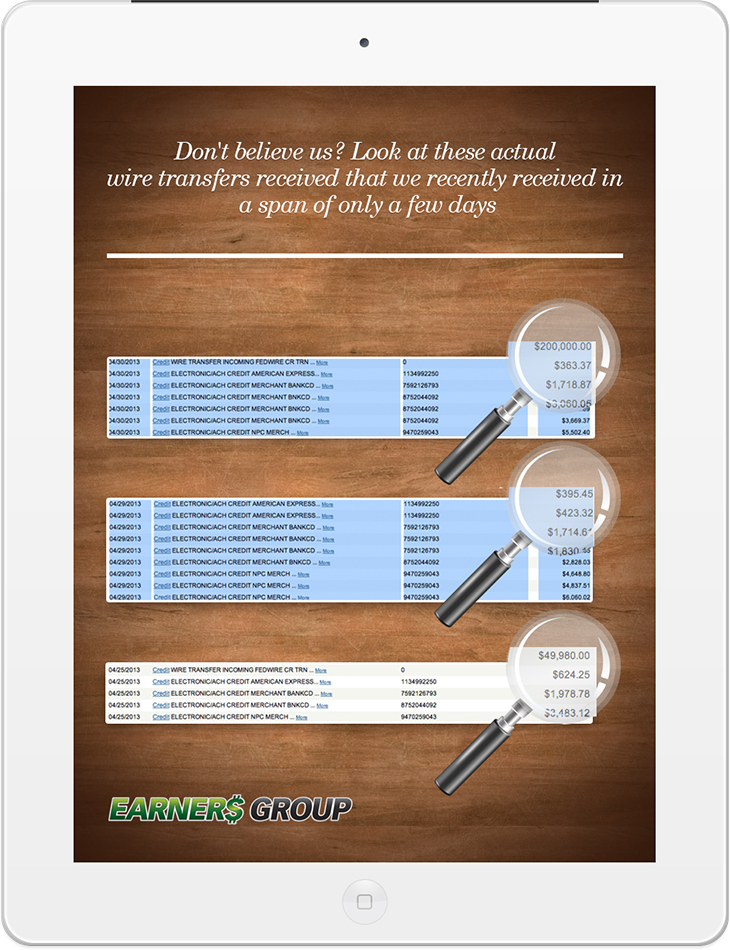 Don't believe us? Look at these actual
wire transfers received that we recently received in
a span of only a few days
04/30/2013 Credit WIRE TRANSFER INCOMING FEDWIRE CR TRN ... More 0 $200,000.00
04/30/2013 Credit ELECTRONIC/ACH CREDIT AMERICAN EXPRESS... More 1134992250 $363.37
04/30/2013 Credit ELECTRONIC/ACH CREDIT MERCHANT BANKCD ... More 7592126793 $1,718.87
04/30/2013 Credit ELECTRONIC/ACH CREDIT MERCHANT BNKCD ... More 8752044092 $3,060.05
04/30/2013 Credit ELECTRONIC/ACH CREDIT MERCHANT BNKCD ... More 8752044092
04/30/2013 Credit ELECTRONIC/ACH CREDIT MERCHANT BNKCD ... More 8752044092 $3,669.37
04/30/2013 Credit ELECTRONIC/ACH CREDIT NPC MERCH ... More 9470259043 $5,502.40
04/29/2013 Credit ELECTRONIC/ACH CREDIT AMERICAN EXPRESS... More 1134992250 $395.45
04/29/2013 Credit ELECTRONIC/ACH CREDIT AMERICAN EXPRESS... More 1134992250 $423.32
04/29/2013 Credit ELECTRONIC/ACH CREDIT MERCHANT BANKCD ... More 7592126793 $1,714.61
04/29/2013 Credit ELECTRONIC/ACH CREDIT MERCHANT BANKCD ... More 7592126793
04/29/2013 Credit ELECTRONIC/ACH CREDIT MERCHANT BANKCD ... More 7592126793
04/29/2013 Credit ELECTRONIC/ACH CREDIT MERCHANT BNKCD ... More 8752044092 $2,828.03
04/29/2013 Credit ELECTRONIC/ACH CREDIT NPC MERCH ... More 9470259043 $4,648.80
04/29/2013 Credit ELECTRONIC/ACH CREDIT NPC MERCH ... More 9470259043 $4,837.51
04/29/2013 Credit ELECTRONIC/ACH CREDIT NPC MERCH ... More 9470259043 $6,060.02
04/25/2013 Credit WIRE TRANSFER INCOMING FEDWIRE CR TRN ... More 0 $49,980.00
04/25/2013 Credit ELECTRONIC/ACH CREDIT AMERICAN EXPRESS... More 1134992250 $624.25
04/25/2013 Credit ELECTRONIC/ACH CREDIT MERCHANT BANKCD ... More 7592126793 $1,978.78
04/25/2013 Credit ELECTRONIC/ACH CREDIT MERCHANT BNKCD ... More 8752044092 $3,483.12
04/25/2013 Credit ELECTRONIC/ACH CREDIT NPC MERCH ... More 9470259043
EARNER$ GROUP